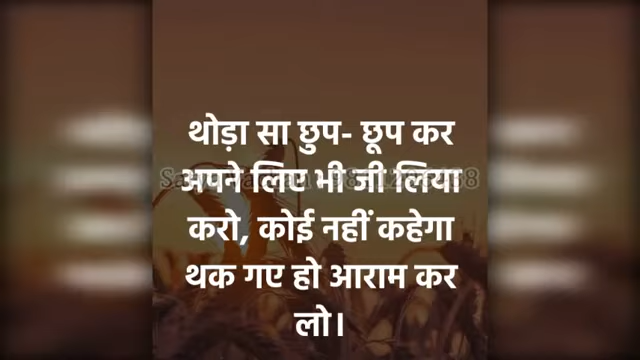 थोड़ा सा छुप- छूप कर
अपने लिए भी जी लिया
करो, कोई नहीं कहेगा
थक गए हो आराम कर
लो।